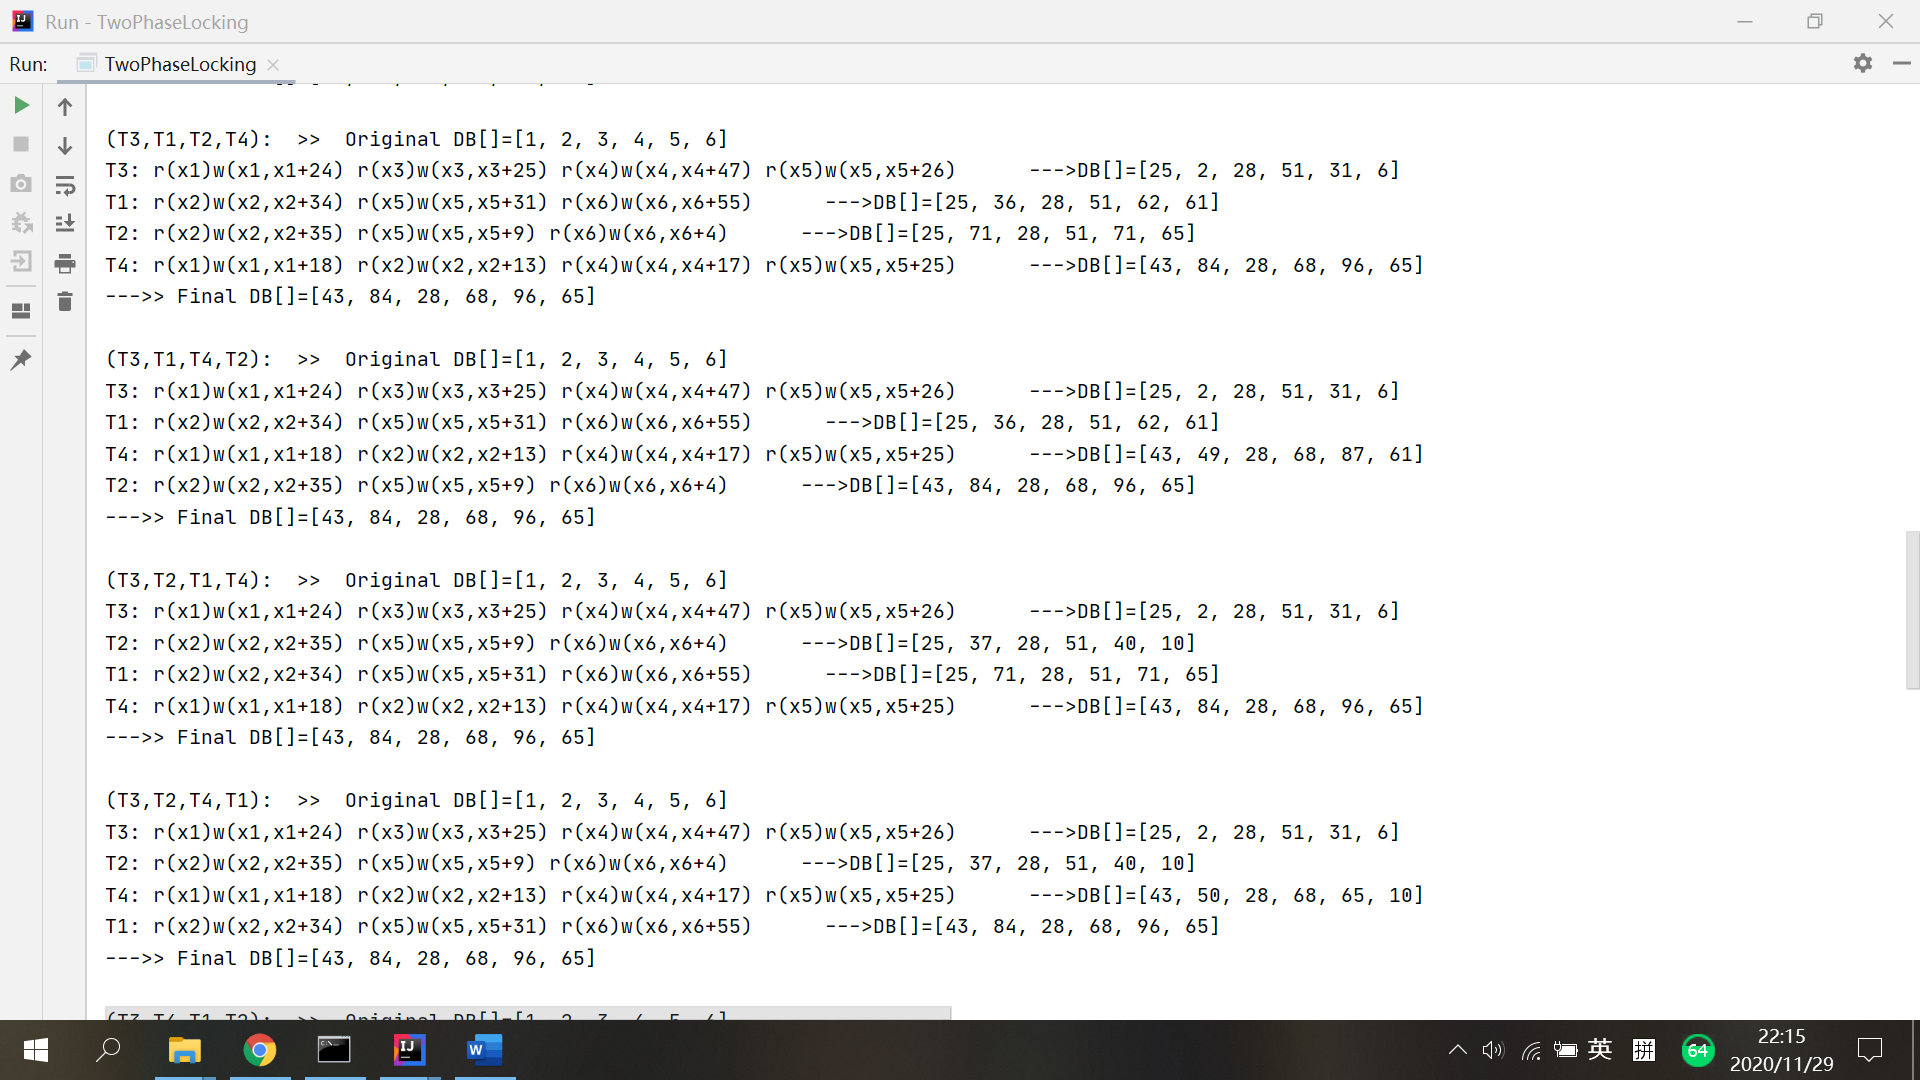 Run - TwoPhaseLocking
Run: TwoPhaseLocking
(T3,T1,T2,T4):  >>  Original DB[]=[1, 2, 3, 4, 5, 6]
T3: r(x1)w(x1,x1+24) r(x3)w(x3,x3+25) r(x4)w(x4,x4+47) r(x5)w(x5,x5+26)      --->DB[]=[25, 2, 28, 51, 31, 6]
T1: r(x2)w(x2,x2+34) r(x5)w(x5,x5+31) r(x6)w(x6,x6+55)      --->DB[]=[25, 36, 28, 51, 62, 61]
T2: r(x2)w(x2,x2+35) r(x5)w(x5,x5+9) r(x6)w(x6,x6+4)      --->DB[]=[25, 71, 28, 51, 71, 65]
T4: r(x1)w(x1,x1+18) r(x2)w(x2,x2+13) r(x4)w(x4,x4+17) r(x5)w(x5,x5+25)      --->DB[]=[43, 84, 28, 68, 96, 65]
--->> Final DB[]=[43, 84, 28, 68, 96, 65]
(T3,T1,T4,T2):  >>  Original DB[]=[1, 2, 3, 4, 5, 6]
T3: r(x1)w(x1,x1+24) r(x3)w(x3,x3+25) r(x4)w(x4,x4+47) r(x5)w(x5,x5+26)      --->DB[]=[25, 2, 28, 51, 31, 6]
T1: r(x2)w(x2,x2+34) r(x5)w(x5,x5+31) r(x6)w(x6,x6+55)      --->DB[]=[25, 36, 28, 51, 62, 61]
T4: r(x1)w(x1,x1+18) r(x2)w(x2,x2+13) r(x4)w(x4,x4+17) r(x5)w(x5,x5+25)      --->DB[]=[43, 49, 28, 68, 87, 61]
T2: r(x2)w(x2,x2+35) r(x5)w(x5,x5+9) r(x6)w(x6,x6+4)      --->DB[]=[43, 84, 28, 68, 96, 65]
--->> Final DB[]=[43, 84, 28, 68, 96, 65]
(T3,T2,T1,T4):  >>  Original DB[]=[1, 2, 3, 4, 5, 6]
T3: r(x1)w(x1,x1+24) r(x3)w(x3,x3+25) r(x4)w(x4,x4+47) r(x5)w(x5,x5+26)      --->DB[]=[25, 2, 28, 51, 31, 6]
T2: r(x2)w(x2,x2+35) r(x5)w(x5,x5+9) r(x6)w(x6,x6+4)      --->DB[]=[25, 37, 28, 51, 40, 10]
T1: r(x2)w(x2,x2+34) r(x5)w(x5,x5+31) r(x6)w(x6,x6+55)      --->DB[]=[25, 71, 28, 51, 71, 65]
T4: r(x1)w(x1,x1+18) r(x2)w(x2,x2+13) r(x4)w(x4,x4+17) r(x5)w(x5,x5+25)      --->DB[]=[43, 84, 28, 68, 96, 65]
--->> Final DB[]=[43, 84, 28, 68, 96, 65]
(T3,T2,T4,T1):  >>  Original DB[]=[1, 2, 3, 4, 5, 6]
T3: r(x1)w(x1,x1+24) r(x3)w(x3,x3+25) r(x4)w(x4,x4+47) r(x5)w(x5,x5+26)      --->DB[]=[25, 2, 28, 51, 31, 6]
T2: r(x2)w(x2,x2+35) r(x5)w(x5,x5+9) r(x6)w(x6,x6+4)      --->DB[]=[25, 37, 28, 51, 40, 10]
T4: r(x1)w(x1,x1+18) r(x2)w(x2,x2+13) r(x4)w(x4,x4+17) r(x5)w(x5,x5+25)      --->DB[]=[43, 50, 28, 68, 65, 10]
T1: r(x2)w(x2,x2+34) r(x5)w(x5,x5+31) r(x6)w(x6,x6+55)      --->DB[]=[43, 84, 28, 68, 96, 65]
--->> Final DB[]=[43, 84, 28, 68, 96, 65]
(T3,T4,T1,T2):  >>  Original DB[]=[1, 2, 3, 4, 5, 6]
英 拼 64 22:15
2020/11/29